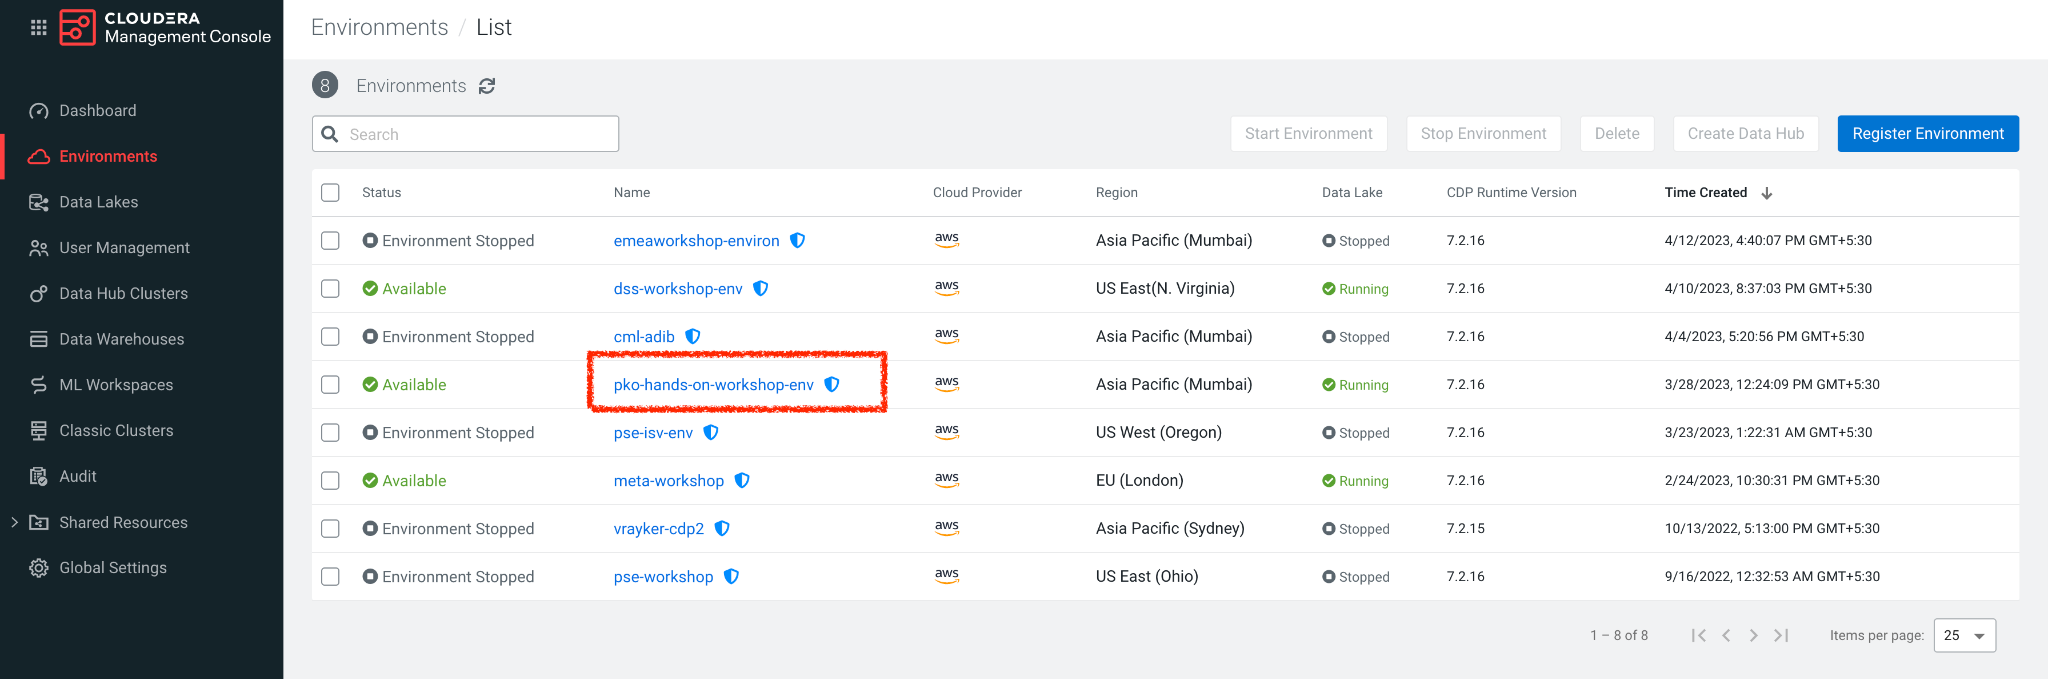 CLOUDERA
Management Console
Dashboard
Environments
Data Lakes
User Management
Data Hub Clusters
Data Warehouses
ML Workspaces
Classic Clusters
Audit
Shared Resources
Global Settings
Environments / List
8 Environments
Search
Start Environment Stop Environment Delete Create Data Hub Register Environment
Status Name Cloud Provider Region Data Lake CDP Runtime Version Time Created
Environment Stopped emeaworkshop-environ aws Asia Pacific (Mumbai) Stopped 7.2.16 4/12/2023, 4:40:07 PM GMT+5:30
Available dss-workshop-env aws US East(N. Virginia) Running 7.2.16 4/10/2023, 8:37:03 PM GMT+5:30
Environment Stopped cml-adib aws Asia Pacific (Mumbai) Stopped 7.2.16 4/4/2023, 5:20:56 PM GMT+5:30
Available pko-hands-on-workshop-env aws Asia Pacific (Mumbai) Running 7.2.16 3/28/2023, 12:24:09 PM GMT+5:30
Environment Stopped pse-isv-env aws US West (Oregon) Stopped 7.2.16 3/23/2023, 1:22:31 AM GMT+5:30
Available meta-workshop aws EU (London) Running 7.2.16 2/24/2023, 10:30:31 PM GMT+5:30
Environment Stopped vrayker-cdp2 aws Asia Pacific (Sydney) Stopped 7.2.15 10/13/2022, 5:13:00 PM GMT+5:30
Environment Stopped pse-workshop aws US East (Ohio) Stopped 7.2.16 9/16/2022, 12:32:53 AM GMT+5:30
1 – 8 of 8 Items per page: 25